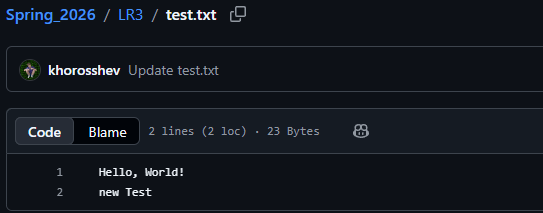 Spring_2026 / LR3 / test.txt
khorosshev Update test.txt
Code Blame 2 lines (2 loc) · 23 Bytes
1 Hello, World!
2 new Test